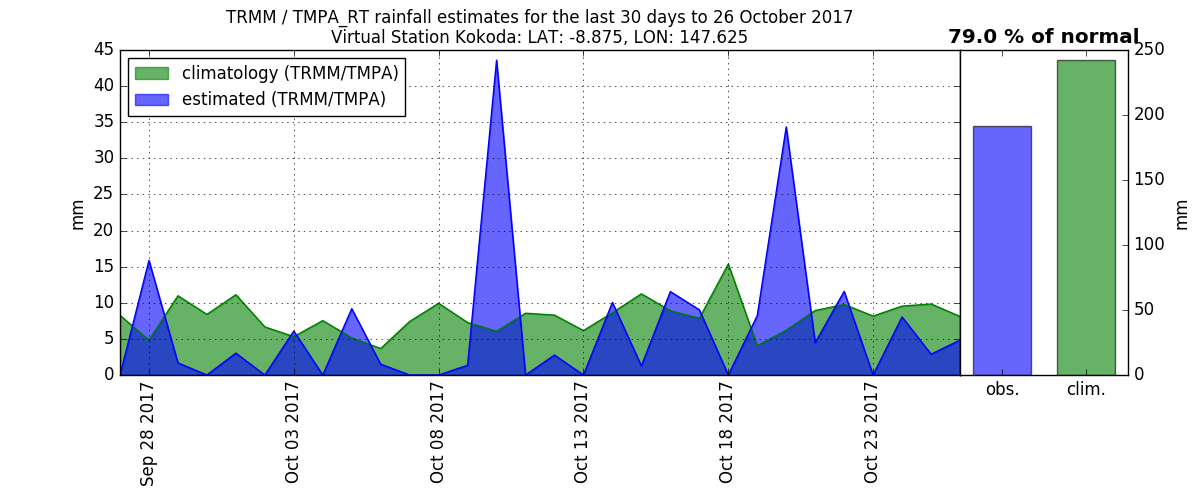 TRMM / TMPA_RT rainfall estimates for the last 30 days to 26 October 2017
Virtual Station Kokoda: LAT: -8.875, LON: 147.625
79.0 % of normal
climatology (TRMM/TMPA)
estimated (TRMM/TMPA)
45
40
35
30
25
20
15
10
5
0
mm
Sep 28 2017
Oct 03 2017
Oct 08 2017
Oct 13 2017
Oct 18 2017
Oct 23 2017
250
200
150
100
50
0
mm
obs.
clim.